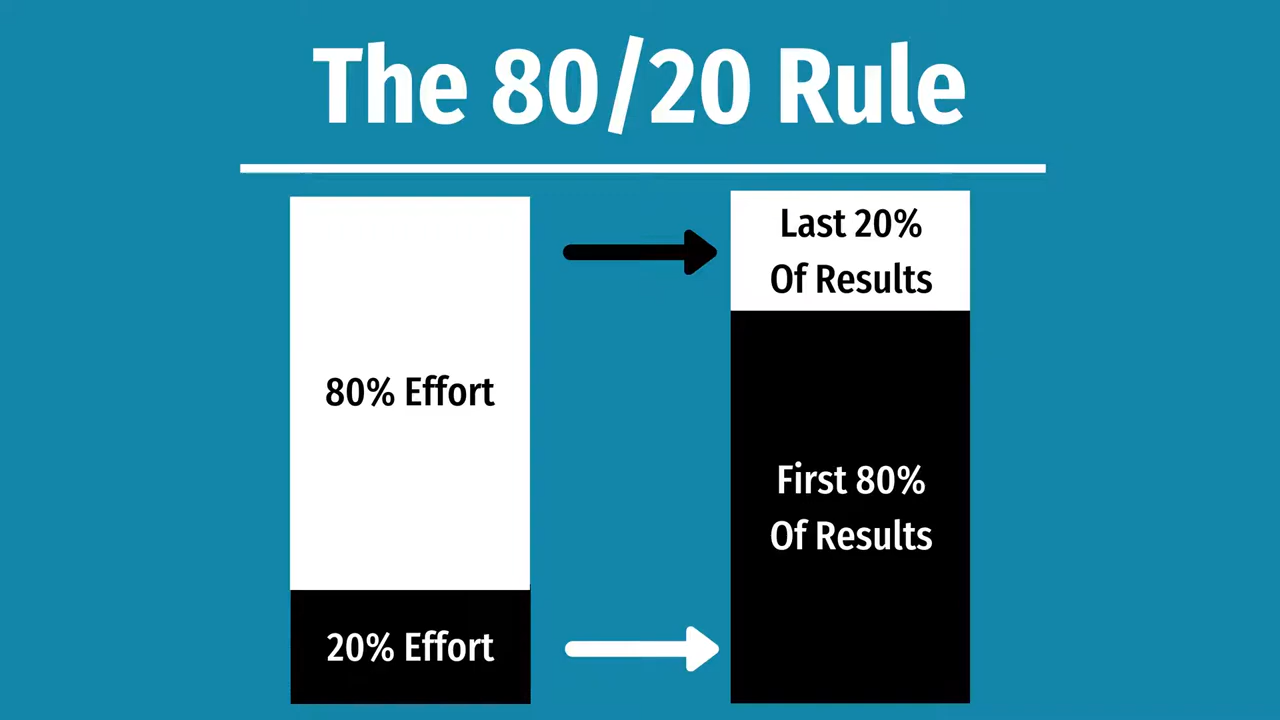 The 80/20 Rule
80% Effort
20% Effort
Last 20%
Of Results
First 80%
Of Results